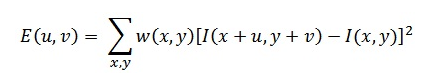 E(u, v) = ∑_{x,y} w(x, y)[I(x + u, y + v) − I(x, y)]²